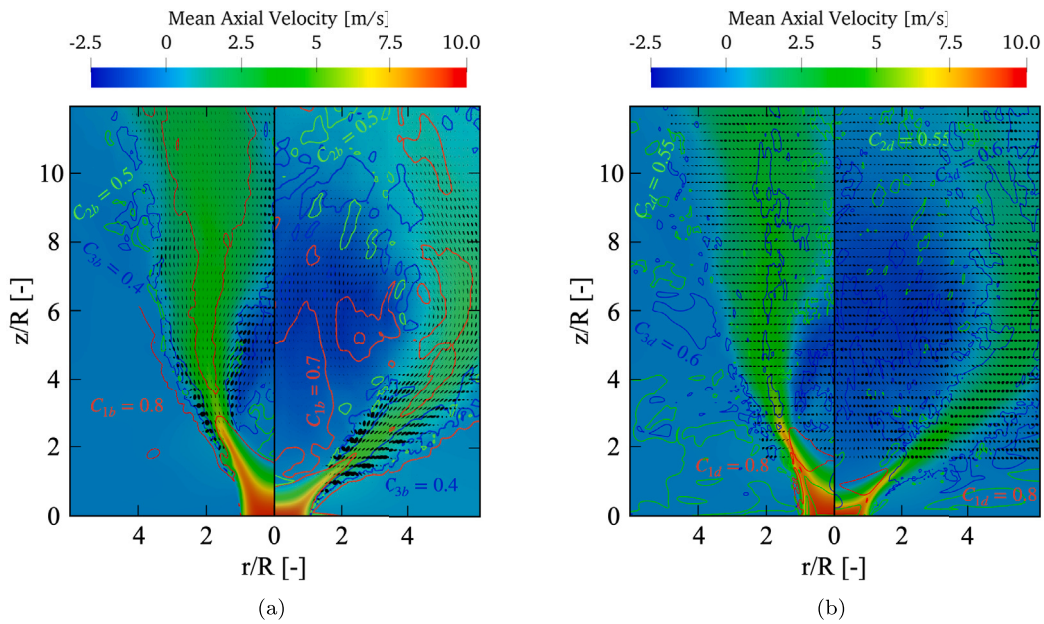 Mean Axial Velocity [m/s]
-2.5 0 2.5 5 7.5 10.0
C2b = 0.5
C2b = 0.5
C3b = 0.4
C1b = 0.8
C1b = 0.7
C3b = 0.4
z/R [-]
0
2
4
6
8
10
4 2 0 2 4
r/R [-]
(a)
Mean Axial Velocity [m/s]
-2.5 0 2.5 5 7.5 10.0
C2d = 0.55
C2d = 0.55
C3d = 0.6
C3d = 0.6
C1d = 0.8
C1d = 0.8
z/R [-]
0
2
4
6
8
10
4 2 0 2 4
r/R [-]
(b)